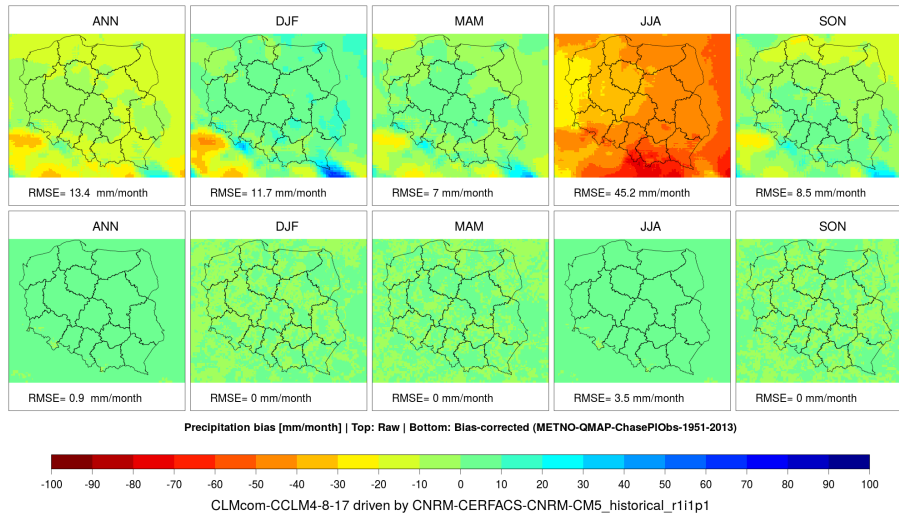 ANN DJF MAM JJA SON
RMSE= 13.4 mm/month RMSE= 11.7 mm/month RMSE= 7 mm/month RMSE= 45.2 mm/month RMSE= 8.5 mm/month
ANN DJF MAM JJA SON
RMSE= 0.9 mm/month RMSE= 0 mm/month RMSE= 0 mm/month RMSE= 3.5 mm/month RMSE= 0 mm/month
Precipitation bias [mm/month] | Top: Raw | Bottom: Bias-corrected (METNO-QMAP-ChasePlObs-1951-2013)
-100 -90 -80 -70 -60 -50 -40 -30 -20 -10 0 10 20 30 40 50 60 70 80 90 100
CLMcom-CCLM4-8-17 driven by CNRM-CERFACS-CNRM-CM5_historical_r1i1p1